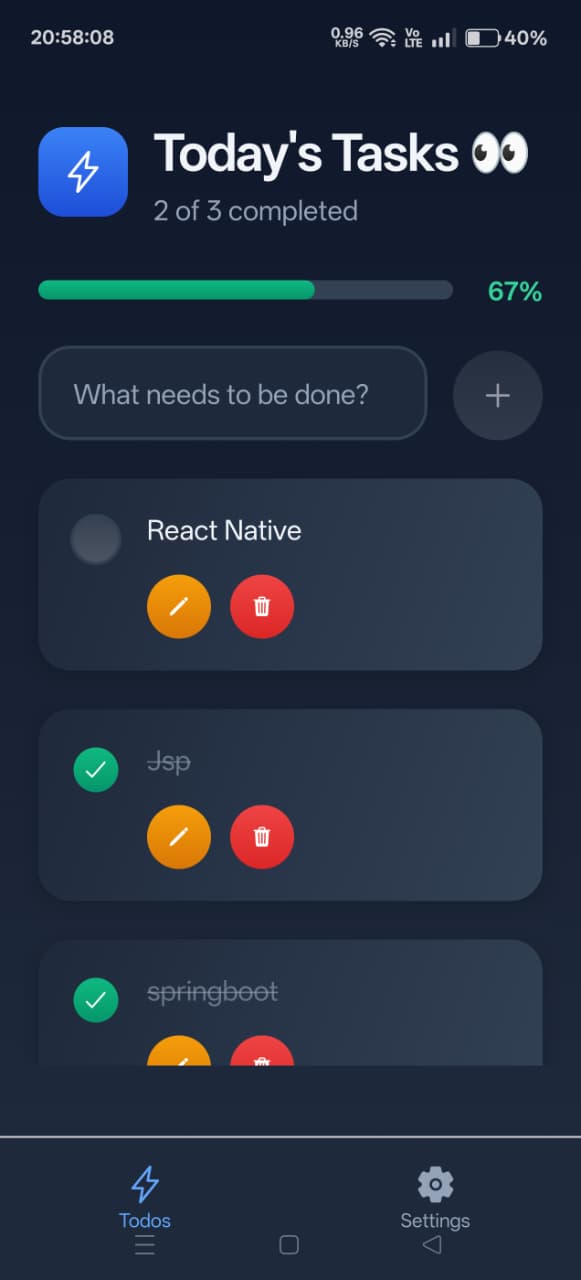 20:58:08 0.96 KB/S Vo LTE 40%
Today's Tasks 👀
2 of 3 completed
67%
What needs to be done?
React Native
Jsp
springboot
Todos Settings